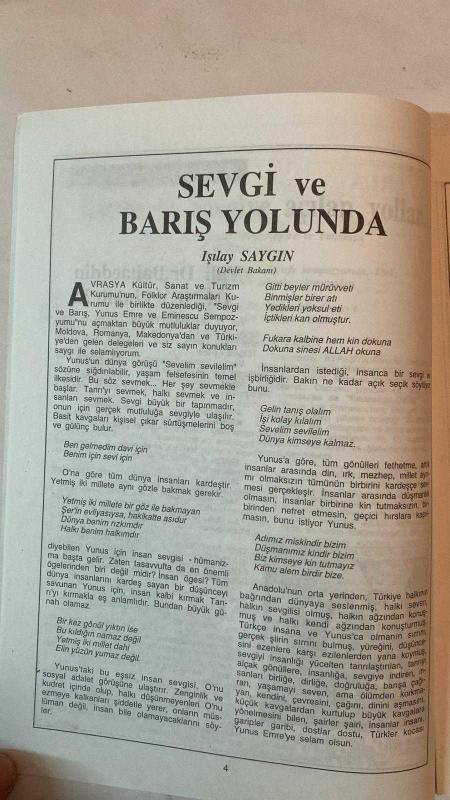 SEVGİ ve
BARIŞ YOLUNDA
Işılay SAYGIN
(Devlet Bakanı)
AVRASYA Kültür, Sanat ve Turizm
Kurumu'nun, Folklor Araştırmaları Ku-
rumu ile birlikte düzenlediği, "Sevgi
ve Barış, Yunus Emre ve Eminescu Sempoz-
yumu"nu açmaktan büyük mutluluklar duyuyor,
Moldova, Romanya, Makedonya'dan ve Türki-
ye'den gelen delegeleri ve siz sayın konukları
saygı ile selamlıyorum.
Yunus'un dünya görüşü "Sevelim sevilelim"
sözüne sığdırılabilir, yaşam felsefesinin temel
ilkesidir. Bu söz sevmek... Her şey sevmekle
başlar. Tanrı'yı sevmek, halkı sevmek ve in-
sanları sevmek. Sevgi büyük bir tapınmadır,
onun için gerçek mutluluğa sevgiyle ulaşılır.
Basit kavgaları kişisel çıkar sürtüşmelerini boş
ve gülünç bulur.
Ben gelmedim davi için
Benim için sevi için
O'na göre tüm dünya insanları kardeştir.
Yetmiş iki millete aynı gözle bakmak gerekir.
Yetmiş iki millete bir göz ile bakmayan
Şer'in evliyasıysa, hakikatte asıdur
Dünya benim rızkımdır
Halkı benim halkımdır
diyebilen Yunus için insan sevgisi - hümaniz-
ma başta gelir. Zaten tasavvufta da en önemli
ögelerinden biri değil midir? İnsan ögesi? Tüm
dünya insanlarını kardeş sayan bir düşünceyi
savunan Yunus için, insan kalbi kırmak Tan-
rı'yı kırmakla eş anlamlıdır. Bundan büyük gü-
nah olamaz.
Bir kez gönül yıktın ise
Bu kıldığın namaz değil
Yetmiş iki millet dahi
Elin yüzün yumaz değil.
Yunus'taki bu eşsiz insan sevgisi, O'nu
sosyal adalet görüşüne ulaştırır. Zenginlik ve
kudret içinde olup, halkı düşünmeyenleri O'nu
ezmeye kalkanları şiddetle yerer, onların müs-
lüman değil, insan bile olamayacaklarını söy-
ler.
Gitti beyler mürüvveti
Binmişler birer atı
Yedikleri yoksul eti
İçtikleri kan olmuştur.
Fukara kalbine hem kin dokuna
Dokuna sinesi ALLAH okuna
İnsanlardan istediği, insanca bir sevgi
işbirliğidir. Bakın ne kadar açık seçik söylüyor
bunu.
Gelin tanış olalım
İşi kolay kılalım
Sevelim sevilelim
Dünya kimseye kalmaz.
Yunus'a göre, tüm gönülleri fethetme,
insanlar arasında din, ırk, mezhep, millet
mı olmaksızın tümünün birbirini kardeşçe sev-
mesi gerçekleşir. İnsanlar arasında düşmanlık
olmasın, insanlar birbirine kin tutmaksızın, bir-
birinden nefret etmesin, geçici hırslara kapıl-
masın, bunu istiyor Yunus.
Adımız miskindir bizim
Düşmanımız kindir bizim
Biz kimseye kin tutmayız
Kamu alem birdir bize.
Anadolu'nun orta yerinden, Türkiye halkının
bağrından dünyaya seslenmiş, halkı seven,
halkın sevgilisi olmuş, halkın ağzından konuş-
muş ve halkı kendi ağzından konuşturmuş.
Türkçe insana ve Yunus'ca olmanın sırrını,
gerçek şiirin sırrını bulmuş, yüreğini, düşünce-
sini ezenlere karşı ezilenlerden yana koymuş,
sevgiyi insanlığı yücelten tanrılaştırılan, tanrıyı
alçak gönüllere, insanlığa, sevgiye indiren, in-
sanları birliğe, dirliğe, doğruluğa, barışa çağı-
ran, yaşamayı seven, ama ölümden korkma-
yan, kendini, çevresini, çağını, dinini aşmasını,
küçük kavgalardan kurtulup büyük kavgalara
yönelmesini bilen, şairler şairi, insanlar insanı,
garipler garibi, dostlar dostu, Türkler kocası
Yunus Emre'ye selam olsun.
4